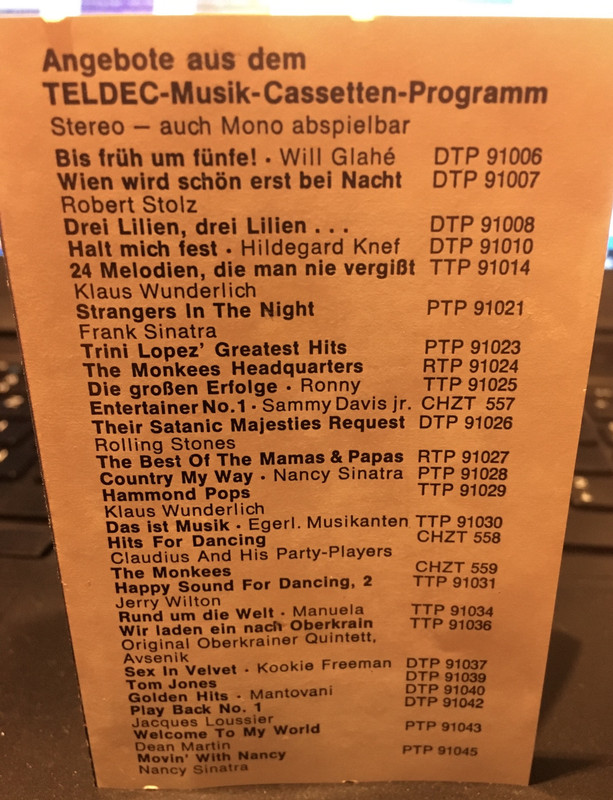 Angebote aus dem
TELDEC-Musik-Cassetten-Programm
Stereo – auch Mono abspielbar
Bis früh um fünfe! · Will Glahé DTP 91006
Wien wird schön erst bei Nacht DTP 91007
Robert Stolz
Drei Lilien, drei Lilien . . . DTP 91008
Halt mich fest · Hildegard Knef DTP 91010
24 Melodien, die man nie vergißt TTP 91014
Klaus Wunderlich
Strangers In The Night PTP 91021
Frank Sinatra
Trini Lopez' Greatest Hits PTP 91023
The Monkees Headquarters RTP 91024
Die großen Erfolge · Ronny TTP 91025
Entertainer No. 1 · Sammy Davis jr. CHZT 557
Their Satanic Majesties Request DTP 91026
Rolling Stones
The Best Of The Mamas & Papas RTP 91027
Country My Way · Nancy Sinatra PTP 91028
Hammond Pops TTP 91029
Klaus Wunderlich
Das ist Musik · Egerl. Musikanten TTP 91030
Hits For Dancing CHZT 558
Claudius And His Party-Players
The Monkees CHZT 559
Happy Sound For Dancing, 2 TTP 91031
Jerry Wilton
Rund um die Welt · Manuela TTP 91034
Wir laden ein nach Oberkrain TTP 91036
Original Oberkrainer Quintett,
Avsenik
Sex In Velvet · Kookie Freeman DTP 91037
Tom Jones DTP 91039
Golden Hits · Mantovani DTP 91040
Play Back No. 1 DTP 91042
Jacques Loussier
Welcome To My World PTP 91043
Dean Martin
Movin' With Nancy PTP 91045
Nancy Sinatra